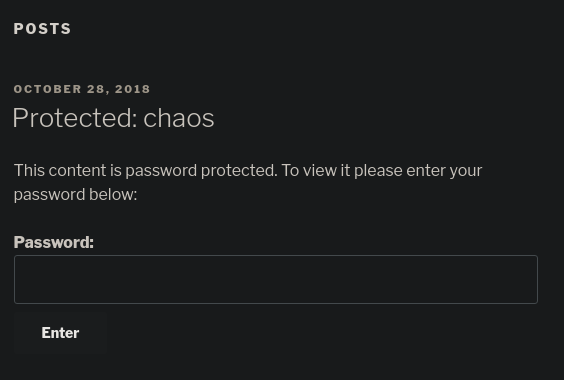 POSTS
OCTOBER 28, 2018
Protected: chaos
This content is password protected. To view it please enter your
password below:
Password:
Enter